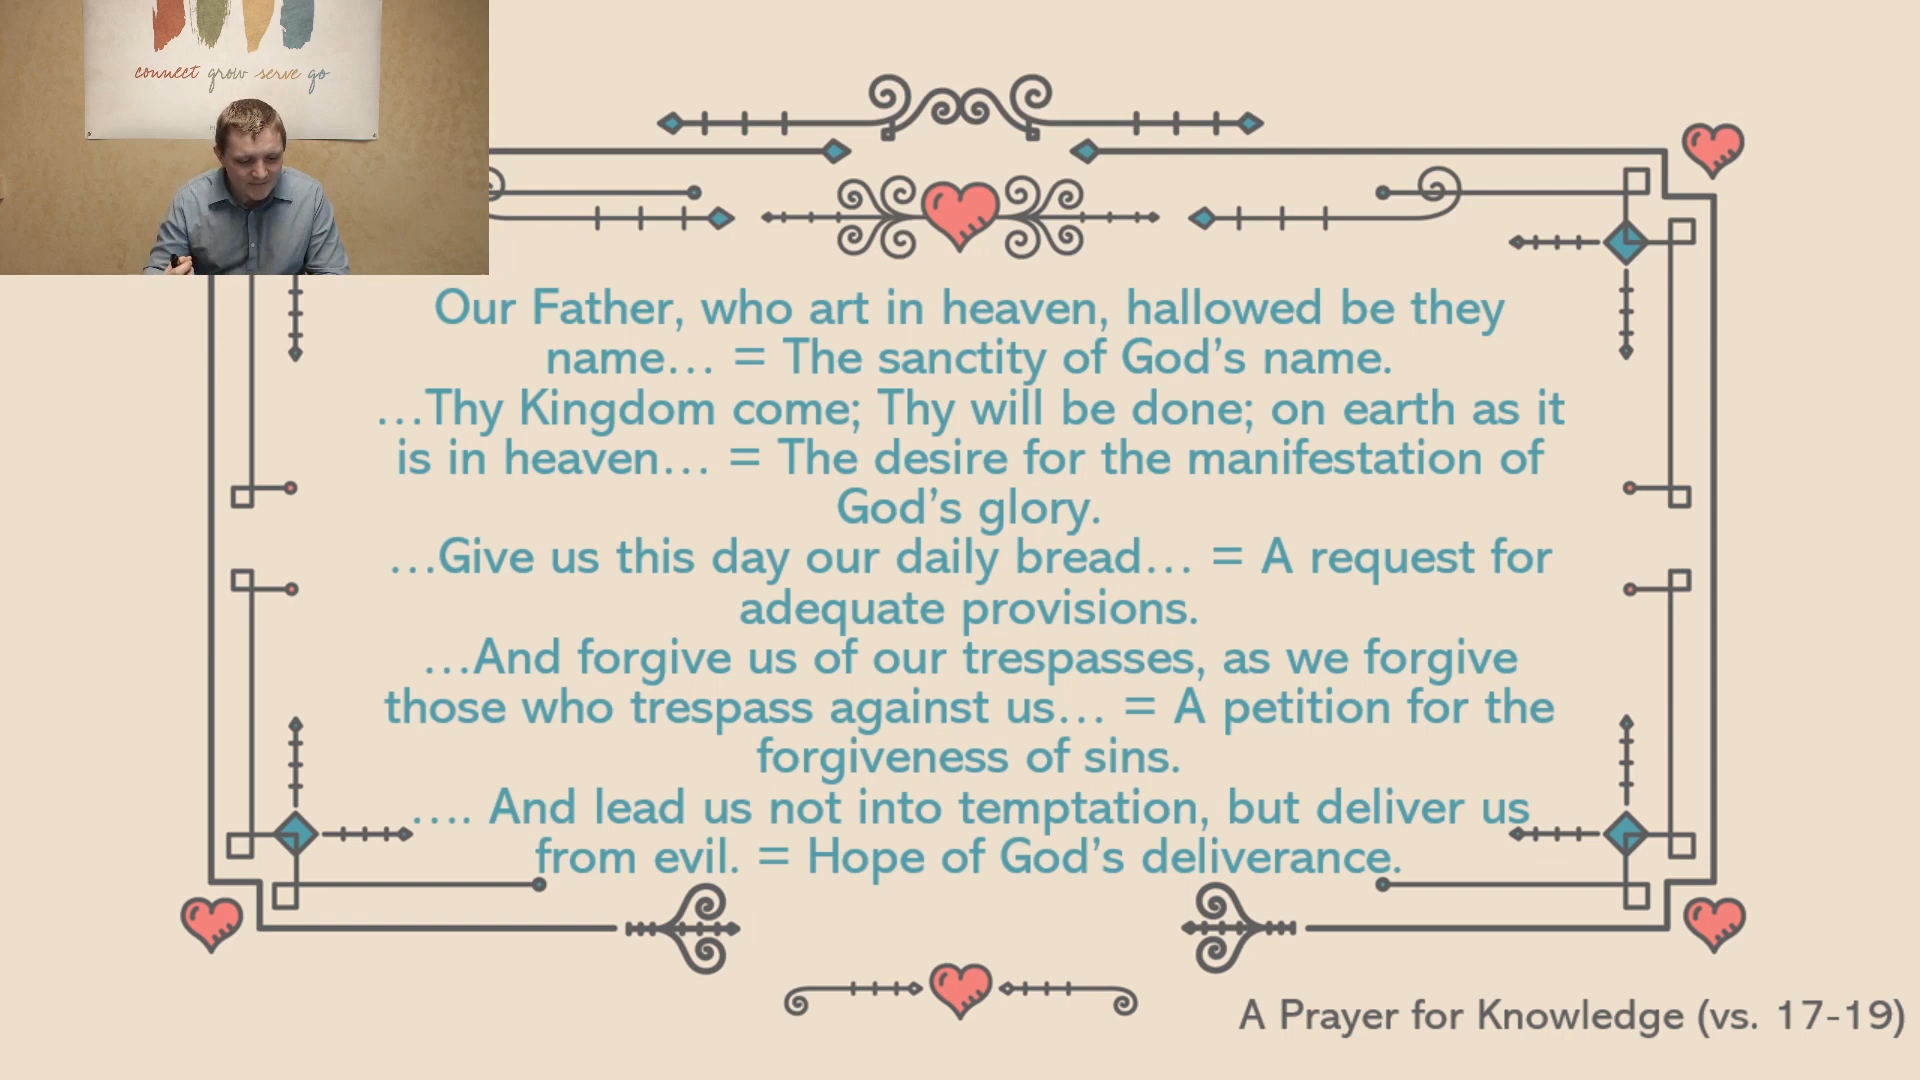 connect grow serve go
Our Father, who art in heaven, hallowed be they
name... = The sanctity of God's name.
...Thy Kingdom come; Thy will be done; on earth as it
is in heaven... = The desire for the manifestation of
God's glory.
...Give us this day our daily bread... = A request for
adequate provisions.
...And forgive us of our trespasses, as we forgive
those who trespass against us... = A petition for the
forgiveness of sins.
.... And lead us not into temptation, but deliver us
from evil. = Hope of God's deliverance.
A Prayer for Knowledge (vs. 17-19)